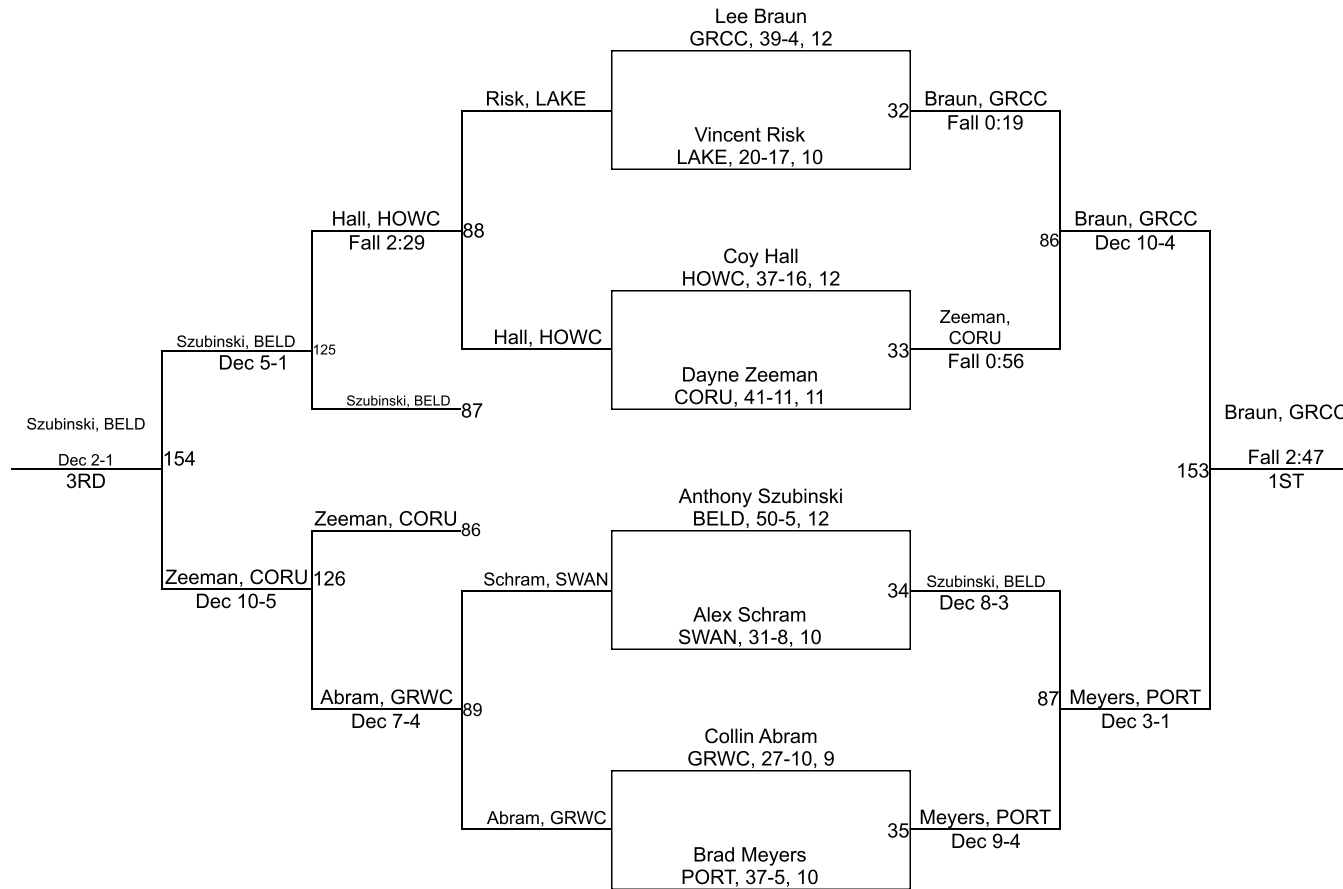 Lee Braun
GRCC, 39-4, 12
Risk, LAKE
32
Braun, GRCC
Fall 0:19
Vincent Risk
LAKE, 20-17, 10
Hall, HOWC
Fall 2:29
88
86
Braun, GRCC
Dec 10-4
Coy Hall
HOWC, 37-16, 12
Hall, HOWC
33
Zeeman,
CORU
Fall 0:56
Szubinski, BELD
Dec 5-1
125
Dayne Zeeman
CORU, 41-11, 11
Szubinski, BELD
87
Szubinski, BELD
Dec 2-1
3RD
154
Braun, GRCC
153
Fall 2:47
1ST
Anthony Szubinski
BELD, 50-5, 12
Zeeman, CORU
86
Zeeman, CORU
Dec 10-5
126
Schram, SWAN
34
Szubinski, BELD
Dec 8-3
Alex Schram
SWAN, 31-8, 10
Abram, GRWC
Dec 7-4
89
87
Meyers, PORT
Dec 3-1
Collin Abram
GRWC, 27-10, 9
Abram, GRWC
35
Meyers, PORT
Dec 9-4
Brad Meyers
PORT, 37-5, 10